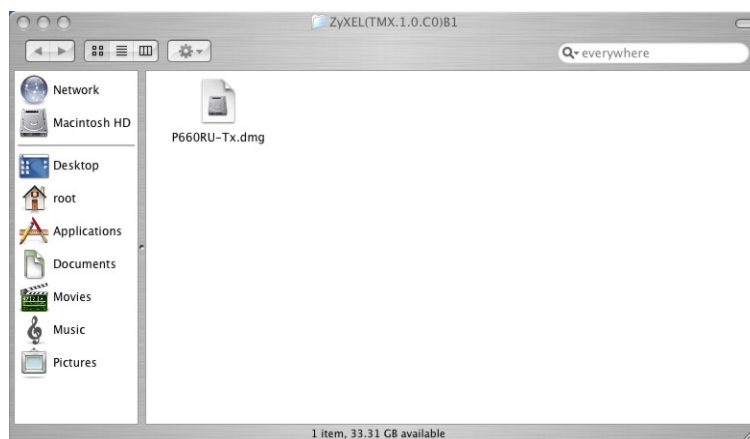 ZyXEL(TMX.1.0.C0)B1
everywhere
Network
Macintosh HD
Desktop
root
Applications
Documents
Movies
Music
Pictures
P660RU-Tx.dmg
1 item, 33.31 GB available